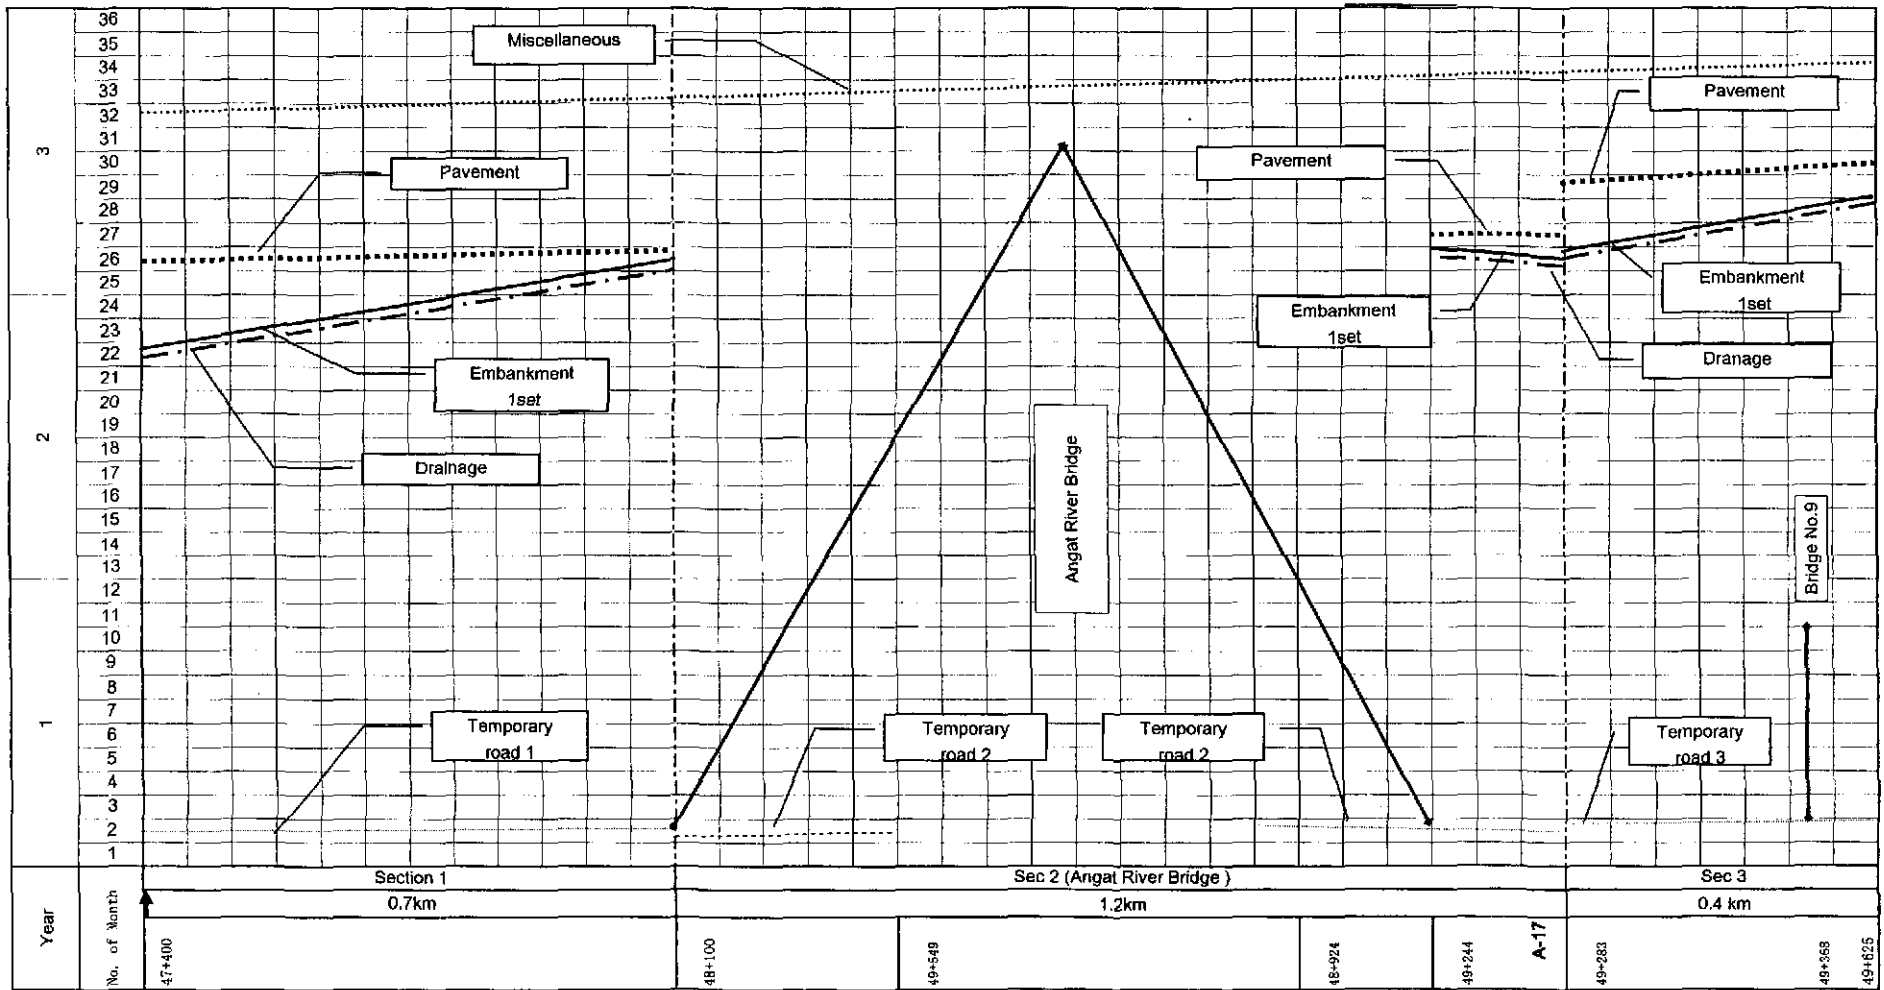 36
35
34
33
32
31
30
29
28
27
26
25
24
23
22
21
20
19
18
17
16
15
14
13
12
11
10
9
8
7
6
5
4
3
2
1
3
2
1
Miscellaneous
Pavement
Pavement
Pavement
Embankment
1set
Embankment
1set
Embankment
1set
Drainage
Dranage
Angat River Bridge
Bridge No.9
Temporary
road 1
Temporary
road 2
Temporary
road 2
Temporary
road 3
Year
No. of Month
Section 1
Sec 2 (Angat River Bridge )
Sec 3
0.7km
1.2km
0.4 km
47+400
48+100
49+549
48+924
49+244
A-17
49+283
49+368
49+625